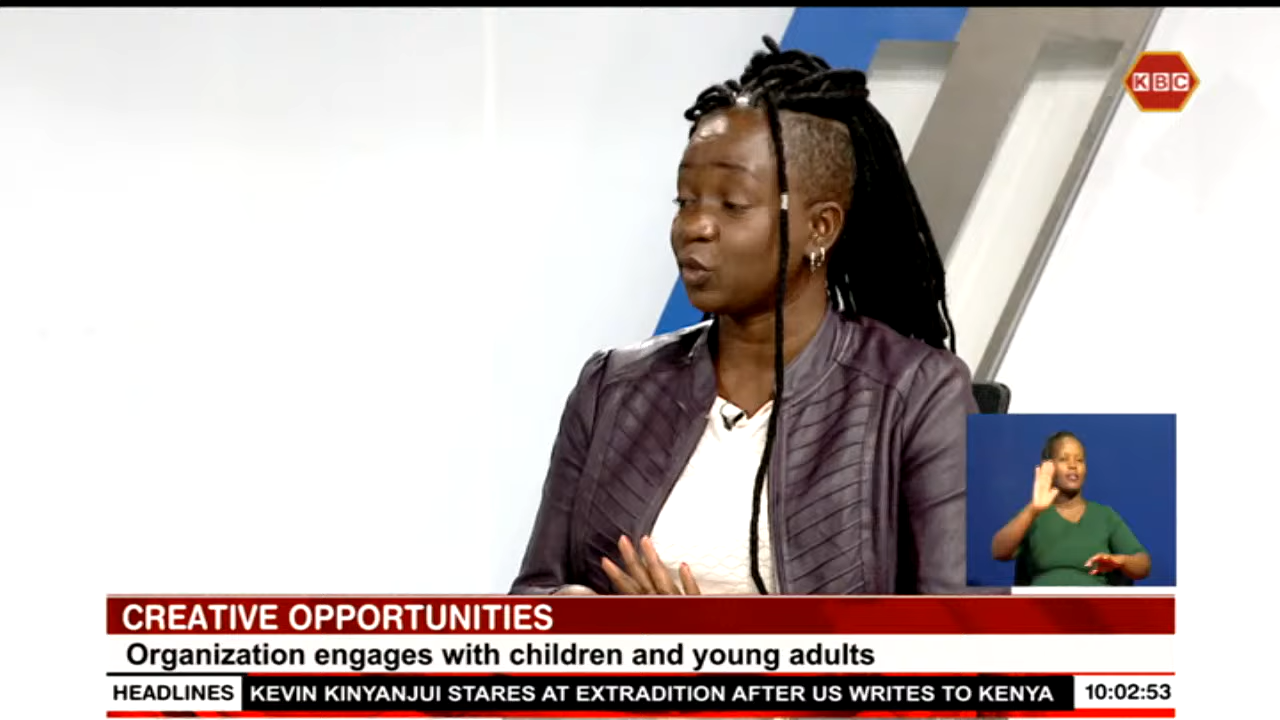 KBC
CREATIVE OPPORTUNITIES
Organization engages with children and young adults
HEADLINES KEVIN KINYANJUI STARES AT EXTRADITION AFTER US WRITES TO KENYA 10:02:53